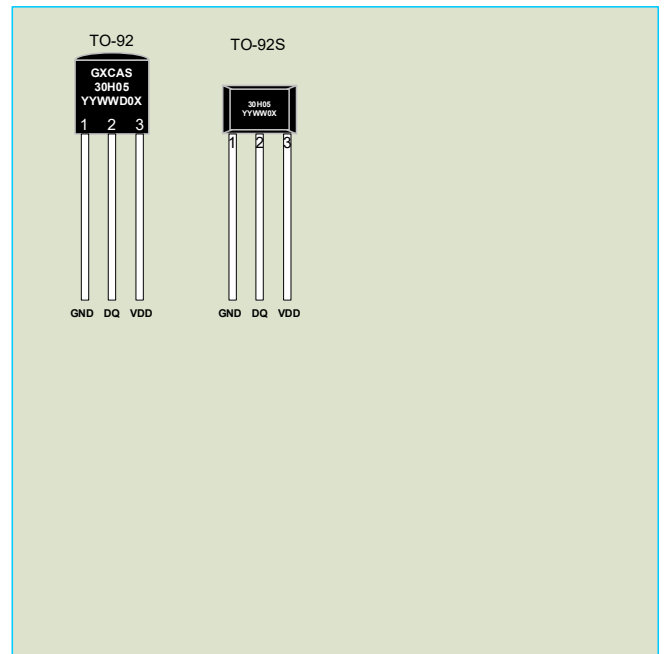 TO-92
GXCAS
30H05
YYWWD0X
1 2 3
GND DQ VDD
TO-92S
30H05
YYWW0X
1 2 3
GND DQ VDD